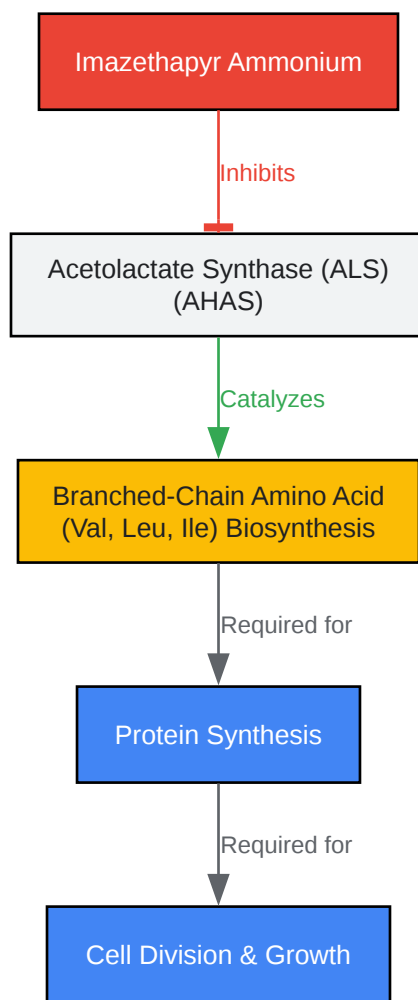 Imazethapyr Ammonium
Inhibits
Acetolactate Synthase (ALS)
(AHAS)
Catalyzes
Branched-Chain Amino Acid
(Val, Leu, Ile) Biosynthesis
Required for
Protein Synthesis
Required for
Cell Division & Growth